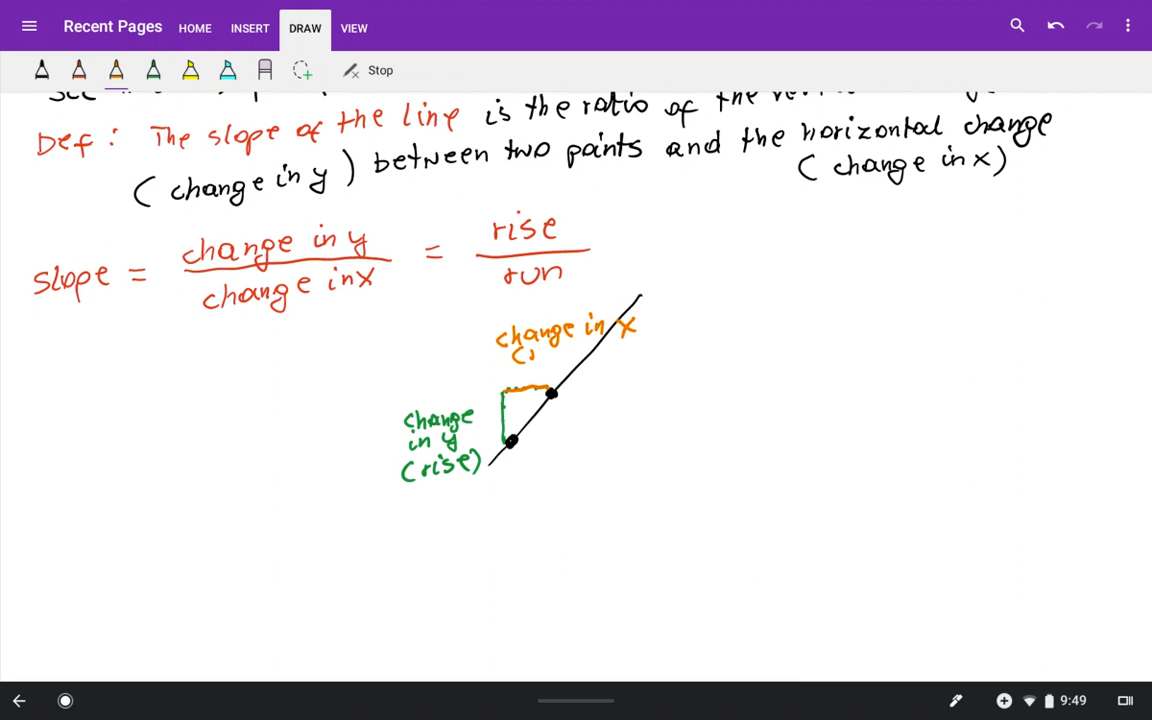 Recent Pages HOME INSERT DRAW VIEW
Stop
Def: The slope of the line is the ratio of the
(change in y) between two points and the horizontal change
(change in x)
slope = change in y / change in x = rise / run
change in x
(
change
in y
(rise)
9:49